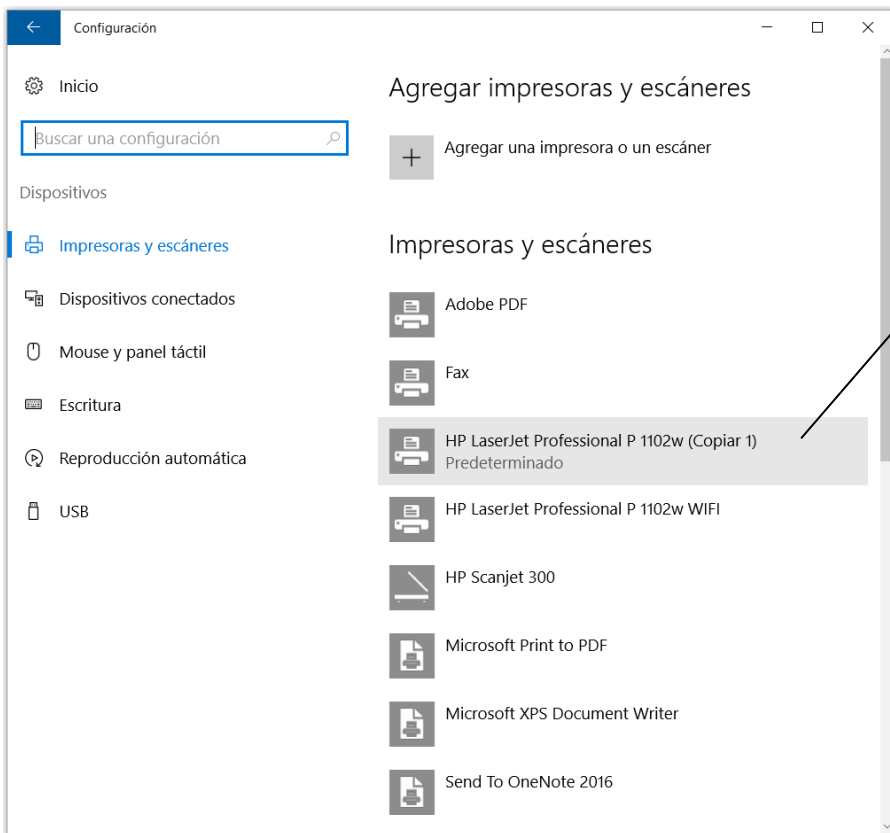 Configuración
Inicio
Buscar una configuración
Dispositivos
Impresoras y escáneres
Dispositivos conectados
Mouse y panel táctil
Escritura
Reproducción automática
USB
Agregar impresoras y escáneres
Agregar una impresora o un escáner
Impresoras y escáneres
Adobe PDF
Fax
HP LaserJet Professional P 1102w (Copiar 1)
Predeterminado
HP LaserJet Professional P 1102w WIFI
HP Scanjet 300
Microsoft Print to PDF
Microsoft XPS Document Writer
Send To OneNote 2016